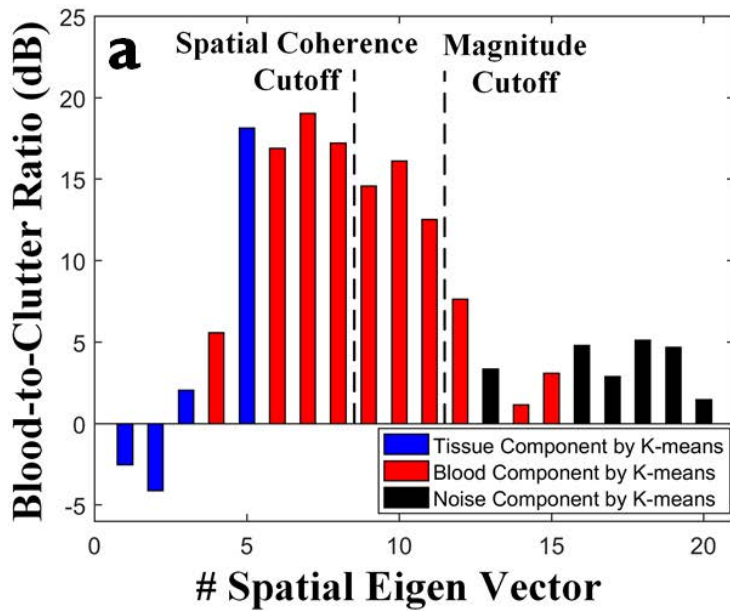 a
Spatial Coherence
Cutoff
Magnitude
Cutoff
Blood-to-Clutter Ratio (dB)
25
20
15
10
5
0
-5
Tissue Component by K-means
Blood Component by K-means
Noise Component by K-means
0
5
10
15
20
# Spatial Eigen Vector